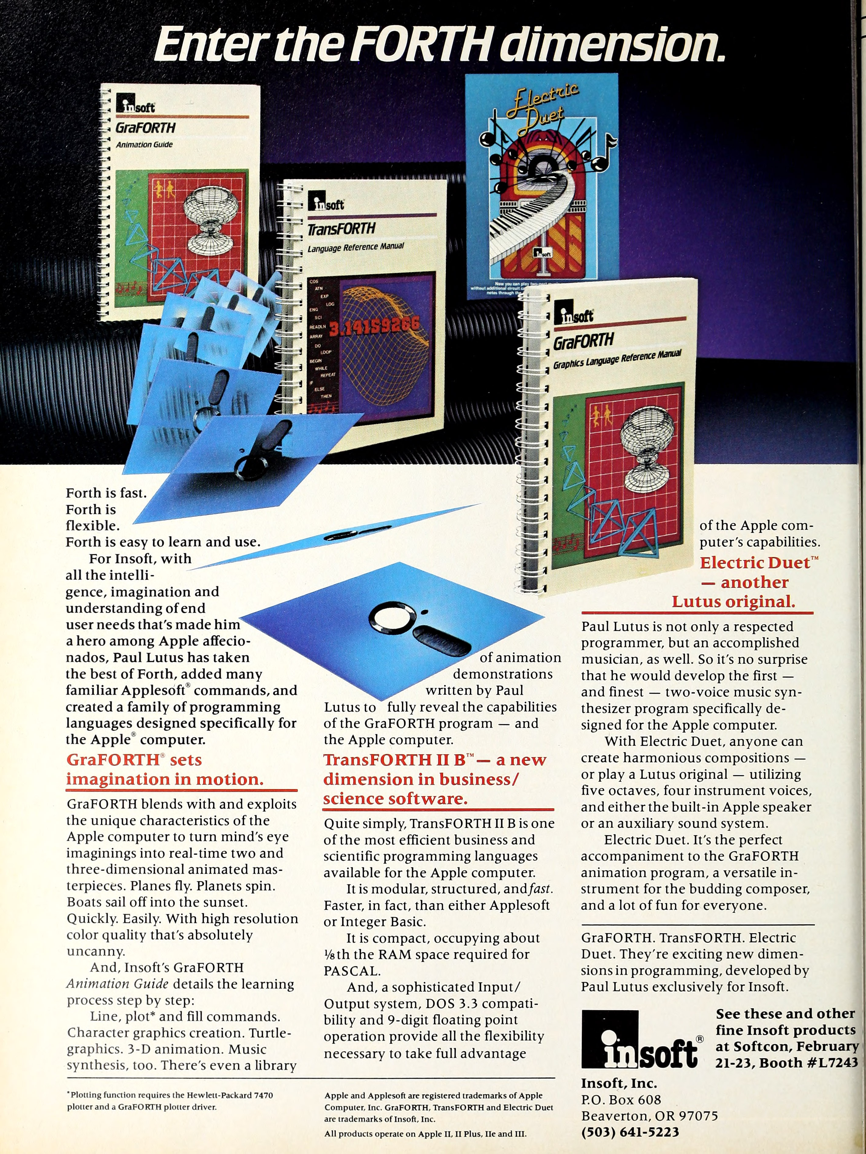 Enter the FORTH dimension.
insoft
GraFORTH
Animation Guide
insoft
TransFORTH
Language Reference Manual
COS
ATN
EXP
LOG
ENG
SCI
READLN
ARRAY
DO
LOOP
BEGIN
WHILE
REPEAT
IF
ELSE
THEN
3.14159266
Electric
Duet
insoft
insoft
GraFORTH
Graphics Language Reference Manual
Forth is fast.
Forth is
flexible.
Forth is easy to learn and use.
For Insoft, with
all the intelli-
gence, imagination and
understanding of end
user needs that's made him
a hero among Apple affecio-
nados, Paul Lutus has taken
the best of Forth, added many
familiar Applesoft® commands, and
created a family of programming
languages designed specifically for
the Apple® computer.
GraFORTH® sets
imagination in motion.
GraFORTH blends with and exploits
the unique characteristics of the
Apple computer to turn mind's eye
imaginings into real-time two and
three-dimensional animated mas-
terpieces. Planes fly. Planets spin.
Boats sail off into the sunset.
Quickly. Easily. With high resolution
color quality that's absolutely
uncanny.
And, Insoft's GraFORTH
Animation Guide details the learning
process step by step:
Line, plot* and fill commands.
Character graphics creation. Turtle-
graphics. 3-D animation. Music
synthesis, too. There's even a library
*Plotting function requires the Hewlett-Packard 7470
plotter and a GraFORTH plotter driver.
of animation
demonstrations
written by Paul
Lutus to fully reveal the capabilities
of the GraFORTH program — and
the Apple computer.
TransFORTH II B™ — a new
dimension in business/
science software.
Quite simply, TransFORTH II B is one
of the most efficient business and
scientific programming languages
available for the Apple computer.
It is modular, structured, and fast.
Faster, in fact, than either Applesoft
or Integer Basic.
It is compact, occupying about
⅛th the RAM space required for
PASCAL.
And, a sophisticated Input/
Output system, DOS 3.3 compati-
bility and 9-digit floating point
operation provide all the flexibility
necessary to take full advantage
Apple and Applesoft are registered trademarks of Apple
Computer, Inc. GraFORTH, TransFORTH and Electric Duet
are trademarks of Insoft, Inc.
All products operate on Apple II, II Plus, IIe and III.
of the Apple com-
puter's capabilities.
Electric Duet™
— another
Lutus original.
Paul Lutus is not only a respected
programmer, but an accomplished
musician, as well. So it's no surprise
that he would develop the first —
and finest — two-voice music syn-
thesizer program specifically de-
signed for the Apple computer.
With Electric Duet, anyone can
create harmonious compositions —
or play a Lutus original — utilizing
five octaves, four instrument voices,
and either the built-in Apple speaker
or an auxiliary sound system.
Electric Duet. It's the perfect
accompaniment to the GraFORTH
animation program, a versatile in-
strument for the budding composer,
and a lot of fun for everyone.
GraFORTH. TransFORTH. Electric
Duet. They're exciting new dimen-
sions in programming, developed by
Paul Lutus exclusively for Insoft.
insoft®
See these and other
fine Insoft products
at Softcon, February
21-23, Booth #L7243
Insoft, Inc.
P.O. Box 608
Beaverton, OR 97075
(503) 641-5223